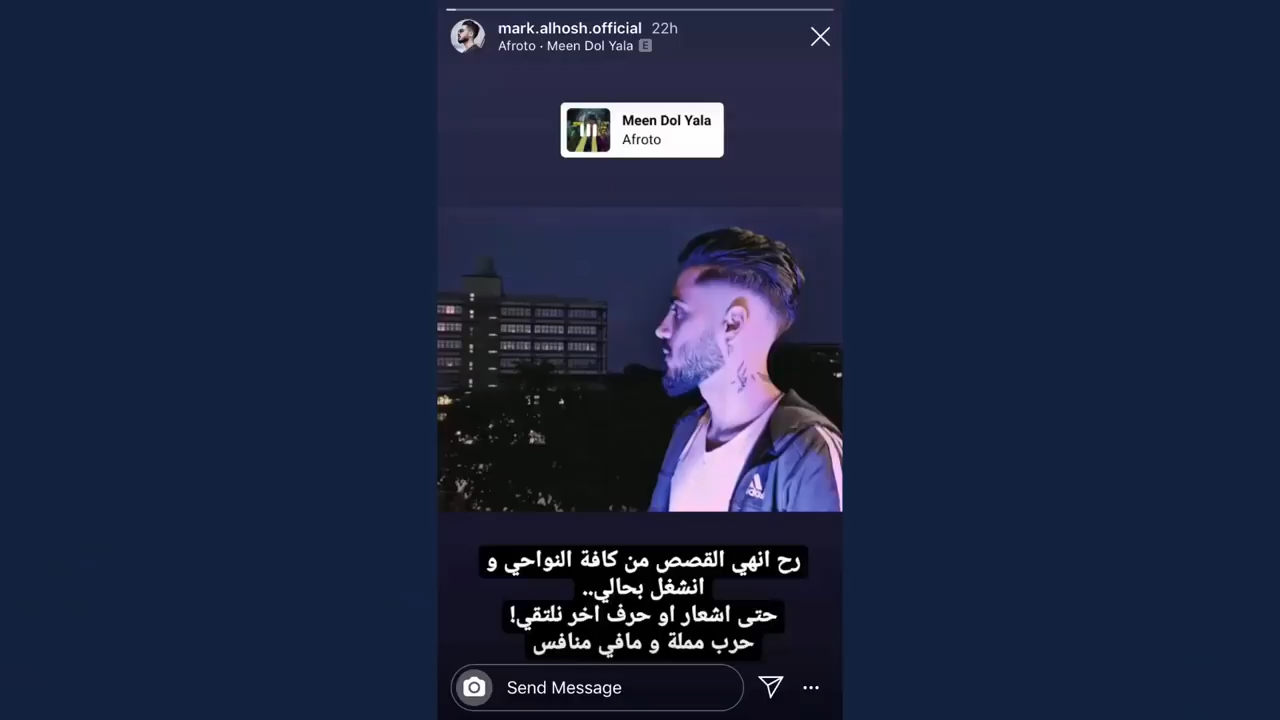 mark.alhosh.official 22h
Afroto · Meen Dol Yala E
Meen Dol Yala
Afroto
adidas
رح انهي القصص من كافة النواحي و
انشغل بحالي..
حتى اشعار او حرف اخر نلتقي!
حرب مملة و مافي منافس
Send Message